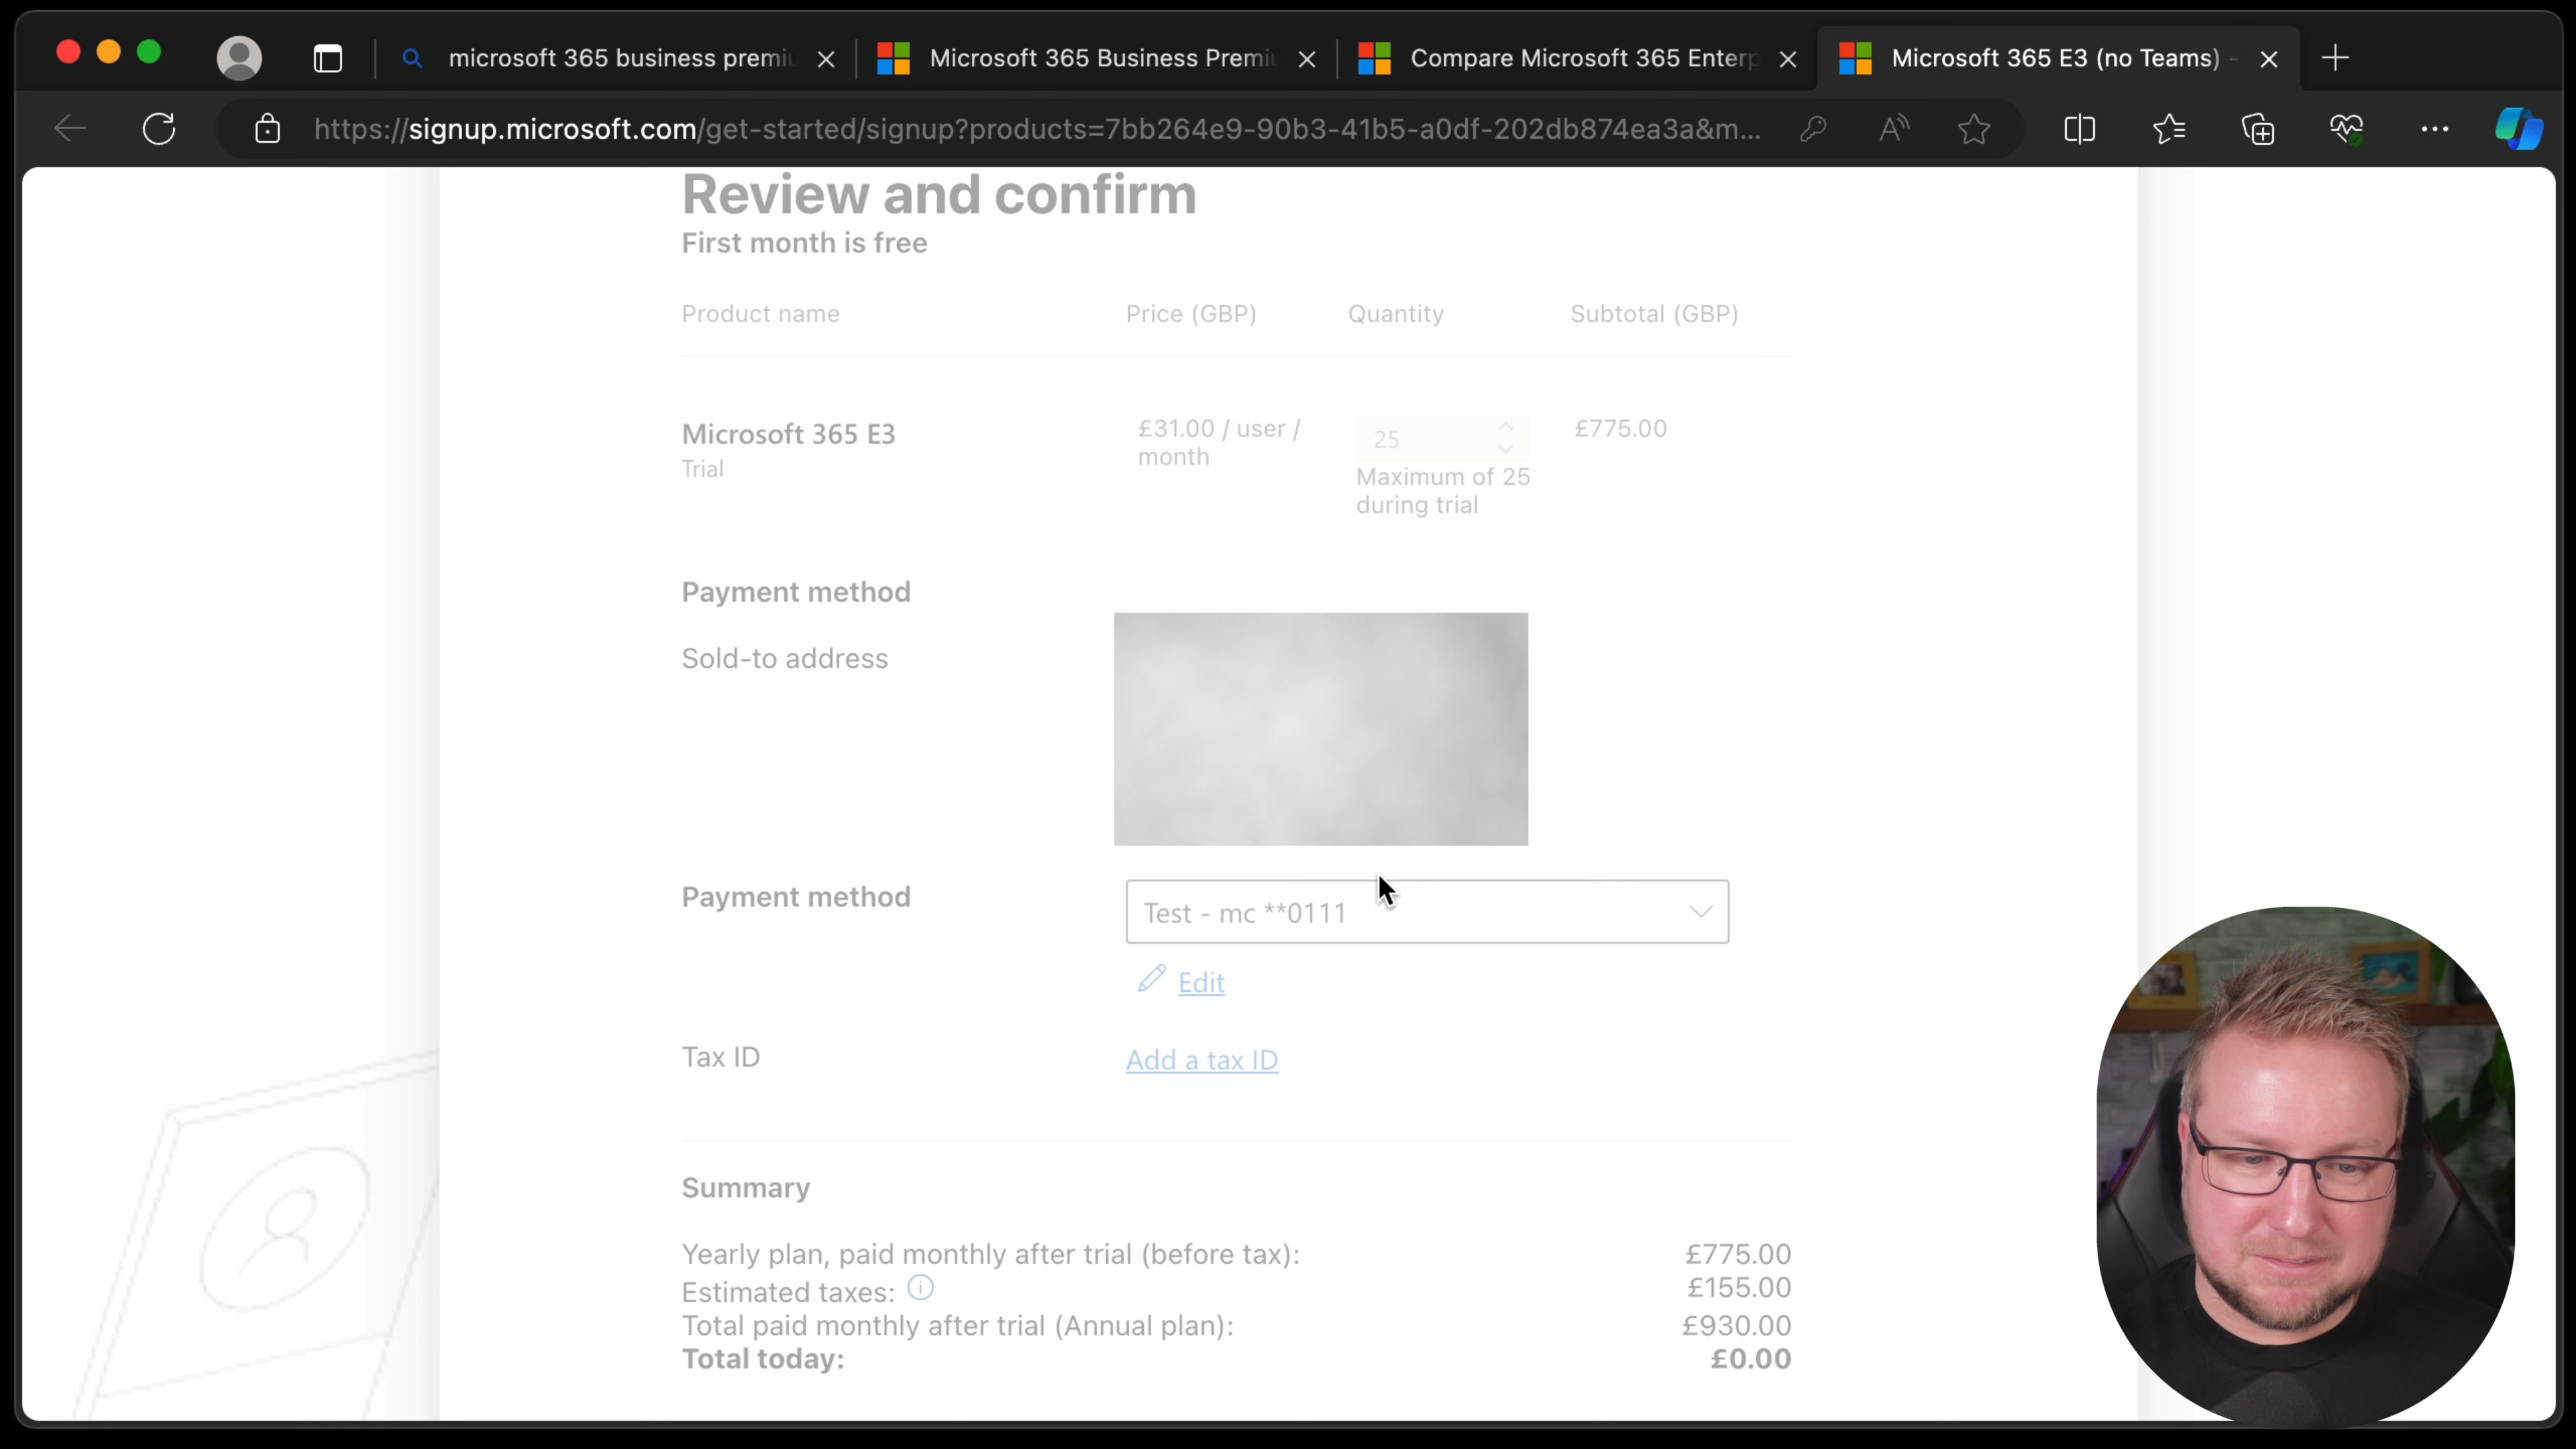 microsoft 365 business premiu
Microsoft 365 Business Premiu
Compare Microsoft 365 Enterp
Microsoft 365 E3 (no Teams) -
https://signup.microsoft.com/get-started/signup?products=7bb264e9-90b3-41b5-a0df-202db874ea3a&m...
Review and confirm
First month is free
Product name Price (GBP) Quantity Subtotal (GBP)
Microsoft 365 E3 £31.00 / user / 25 £775.00
Trial month
Maximum of 25
during trial
Payment method
Sold-to address
Payment method Test - mc **0111
Edit
Tax ID Add a tax ID
Summary
Yearly plan, paid monthly after trial (before tax): £775.00
Estimated taxes: £155.00
Total paid monthly after trial (Annual plan): £930.00
Total today: £0.00